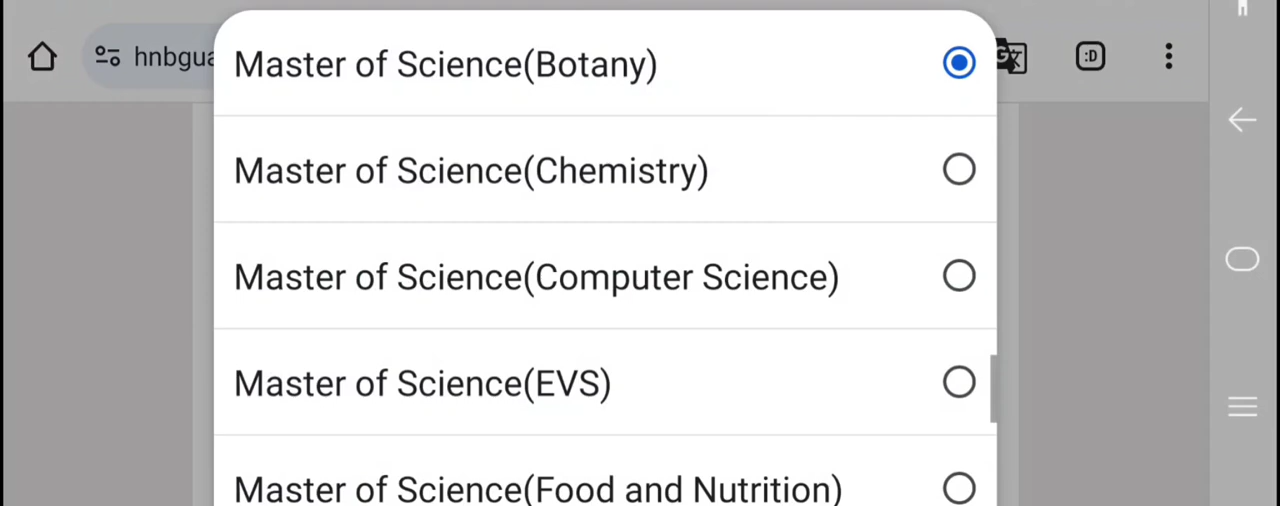 hnbgua
Master of Science(Botany)
Master of Science(Chemistry)
Master of Science(Computer Science)
Master of Science(EVS)
Master of Science(Food and Nutrition)
:D